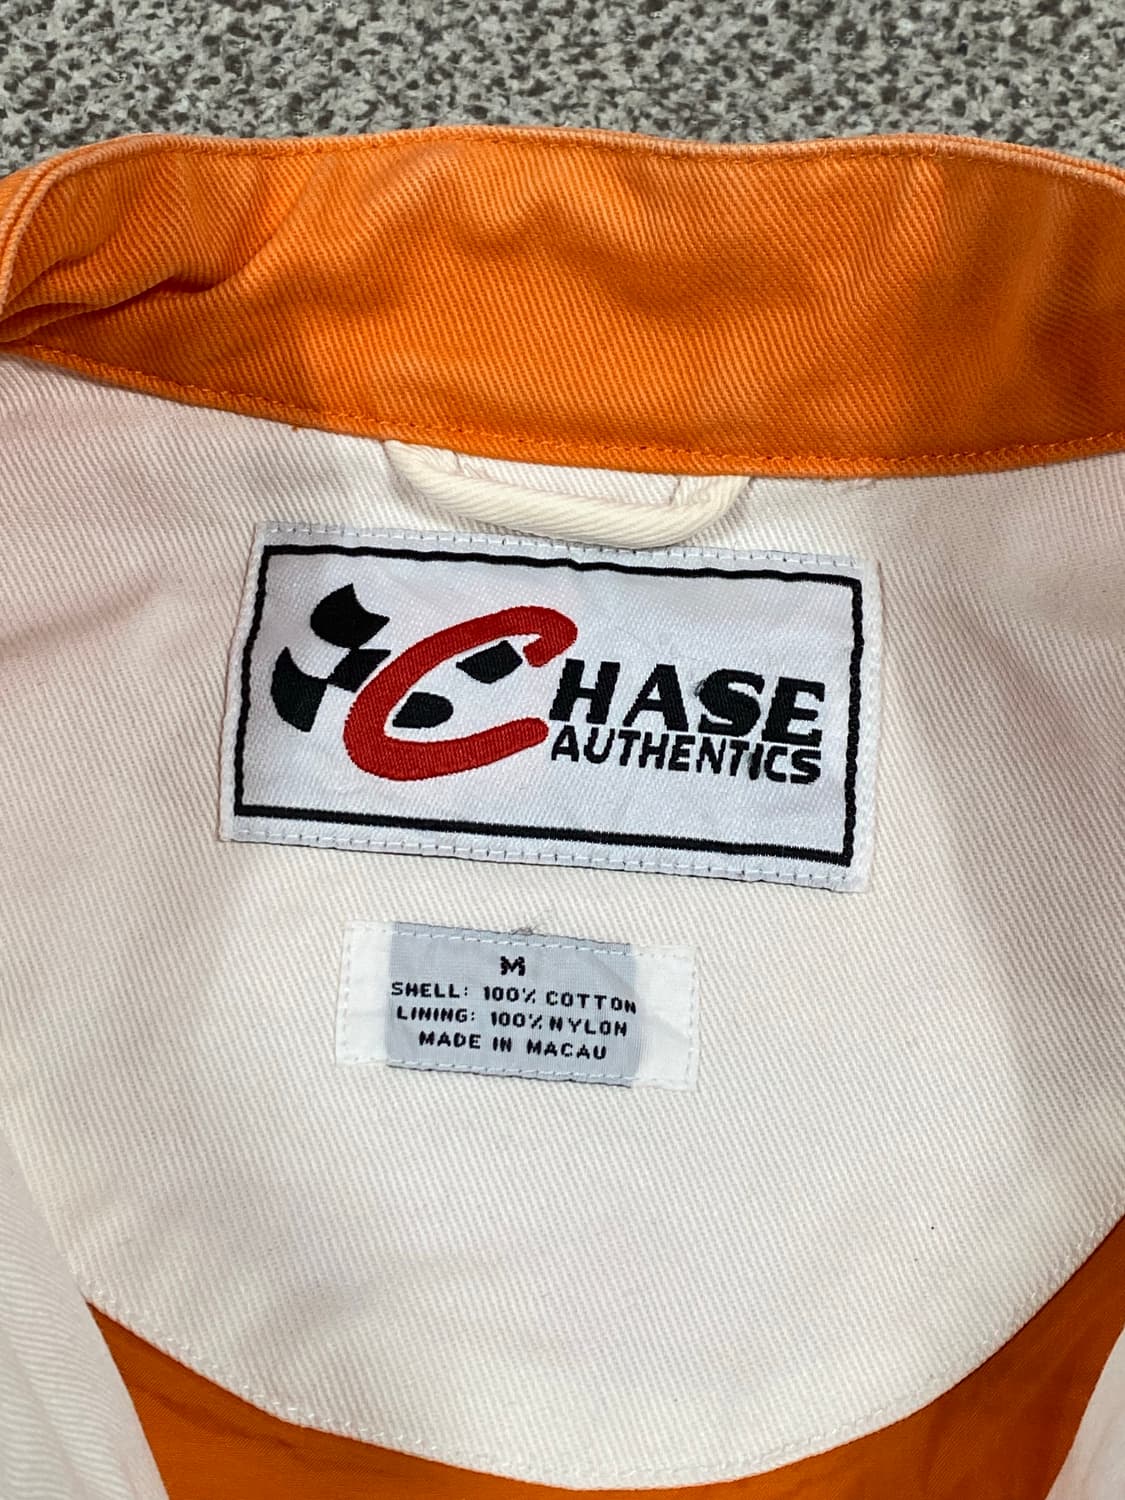 CHASE
AUTHENTICS
M
SHELL: 100% COTTON
LINING: 100% NYLON
MADE IN MACAU